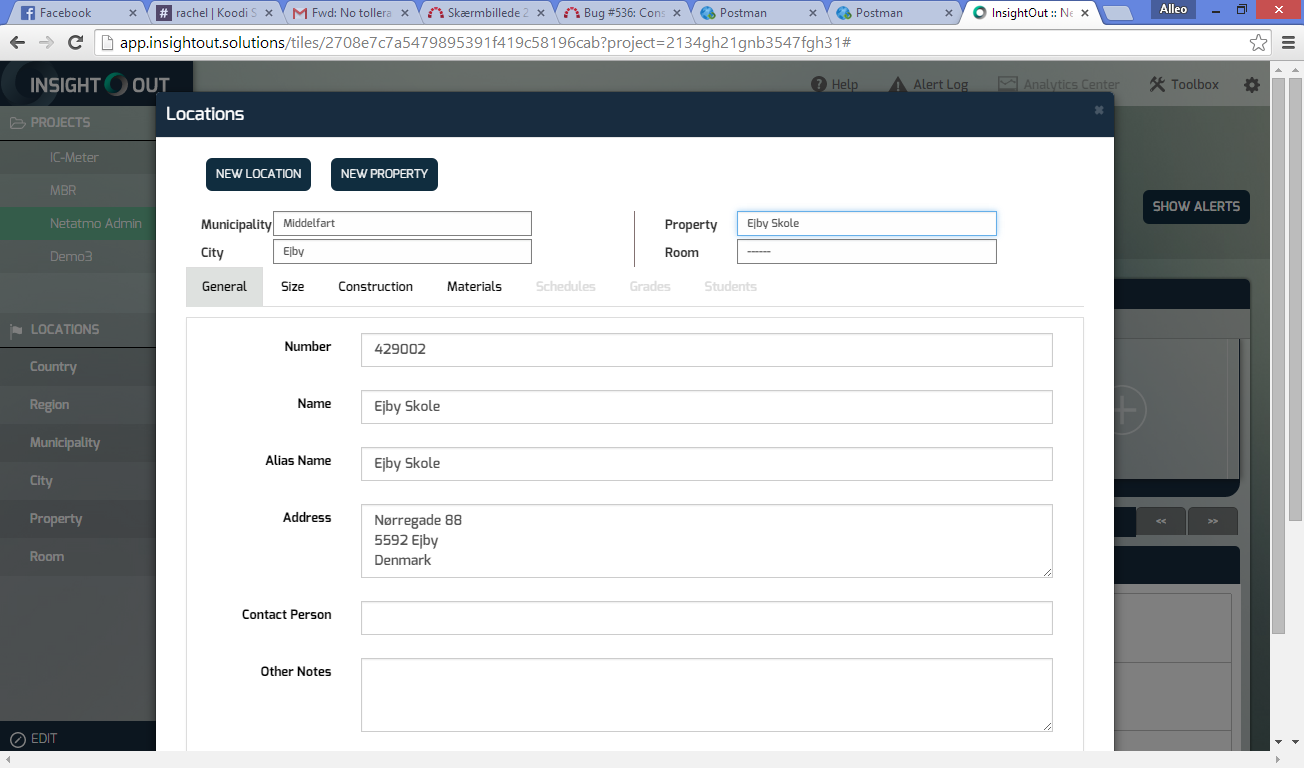 Facebook
rachel | Koodi S
Fwd: No tollera
Skærmbillede 2
Bug #536: Cons
Postman
Postman
InsightOut :: Ne
Alleo
app.insightout.solutions/tiles/2708e7c7a5479895391f419c58196cab?project=2134gh21gnb3547fgh31#
INSIGHT OUT
Help
Alert Log
Analytics Center
Toolbox
PROJECTS
IC-Meter
MBR
Netatmo Admin
Demo3
LOCATIONS
Country
Region
Municipality
City
Property
Room
EDIT
SHOW ALERTS
<<
>>
Locations
NEW LOCATION
NEW PROPERTY
Municipality Middelfart
Property Ejby Skole
City Ejby
Room ------
General Size Construction Materials Schedules Grades Students
Number 429002
Name Ejby Skole
Alias Name Ejby Skole
Address Nørregade 88
5592 Ejby
Denmark
Contact Person
Other Notes